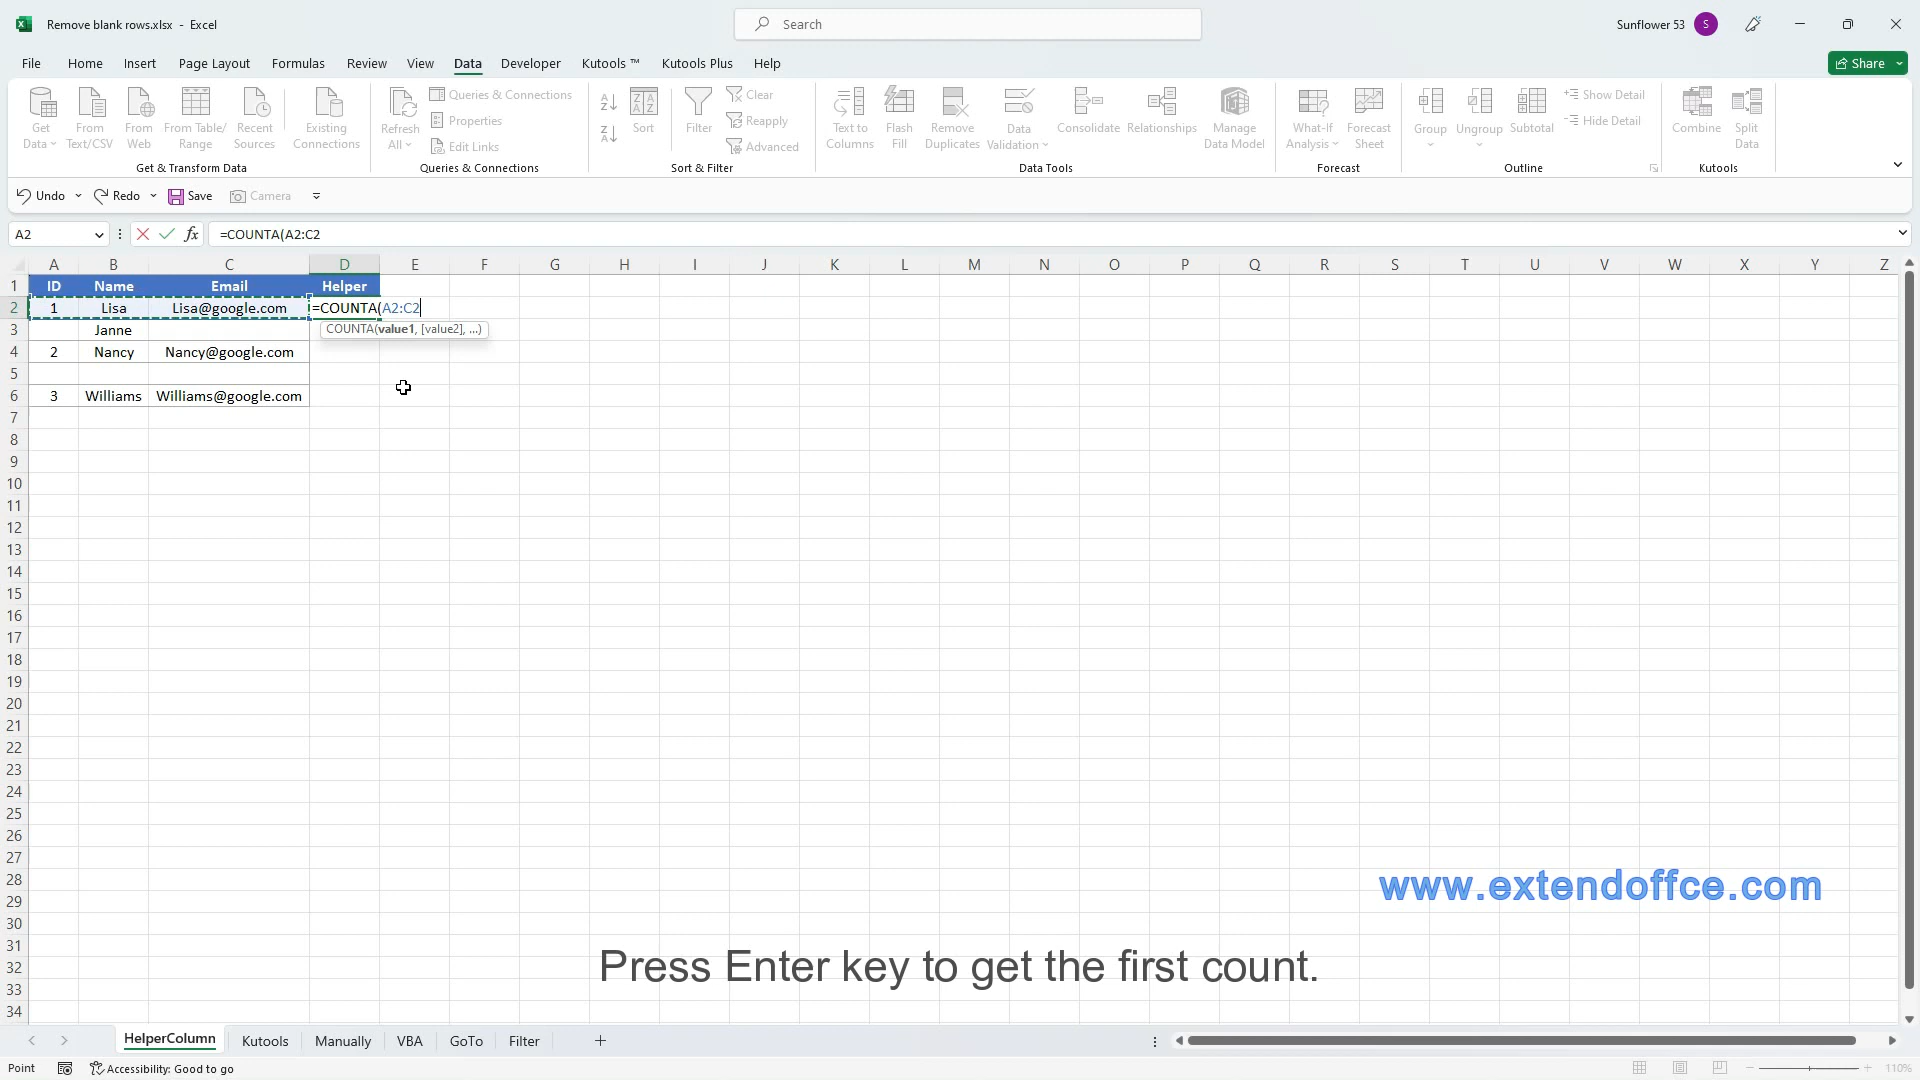 Remove blank rows.xlsx - Excel
Search
Sunflower 53
S
File Home Insert Page Layout Formulas Review View Data Developer Kutools ™ Kutools Plus Help
Share
Get Data
From Text/CSV
From Web
From Table/ Range
Recent Sources
Existing Connections
Get & Transform Data
Refresh All
Queries & Connections
Properties
Edit Links
Queries & Connections
Sort
Filter
Clear
Reapply
Advanced
Sort & Filter
Text to Columns
Flash Fill
Remove Duplicates
Data Validation
Consolidate
Relationships
Manage Data Model
Data Tools
What-If Analysis
Forecast Sheet
Forecast
Group
Ungroup
Subtotal
Show Detail
Hide Detail
Outline
Combine
Split Data
Kutools
Undo Redo Save Camera
A2 fx =COUNTA(A2:C2
A B C D E F G H I J K L M N O P Q R S T U V W X Y Z
1 ID Name Email Helper
2 1 Lisa Lisa@google.com =COUNTA(A2:C2
3 Janne COUNTA(value1, [value2], ...)
4 2 Nancy Nancy@google.com
5
6 3 Williams Williams@google.com
7
8
9
10
11
12
13
14
15
16
17
18
19
20
21
22
23
24
25
26
27
28
www.extendoffce.com
29
30
31
32
Press Enter key to get the first count.
33
34
HelperColumn Kutools Manually VBA GoTo Filter
Point Accessibility: Good to go 110%